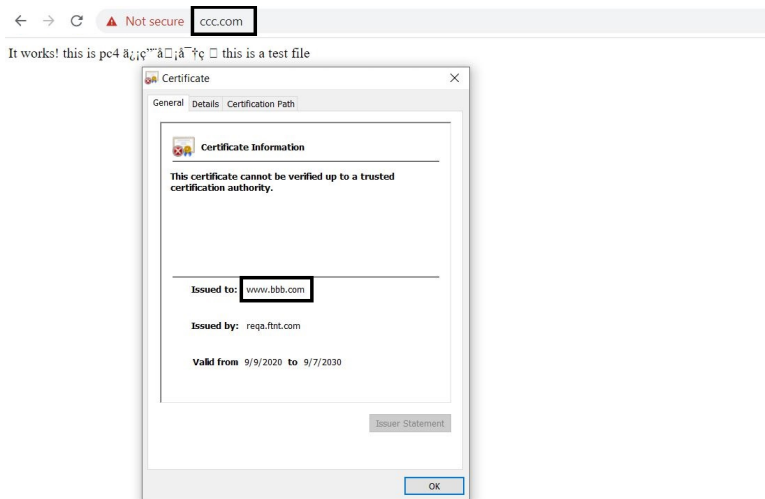 Not secure ccc.com
It works! this is pc4 ä¿¡ç”¨å□¡å¯†ç □ this is a test file
Certificate
General Details Certification Path
Certificate Information
This certificate cannot be verified up to a trusted
certification authority.
Issued to: www.bbb.com
Issued by: reqa.ftnt.com
Valid from 9/9/2020 to 9/7/2030
Issuer Statement
OK